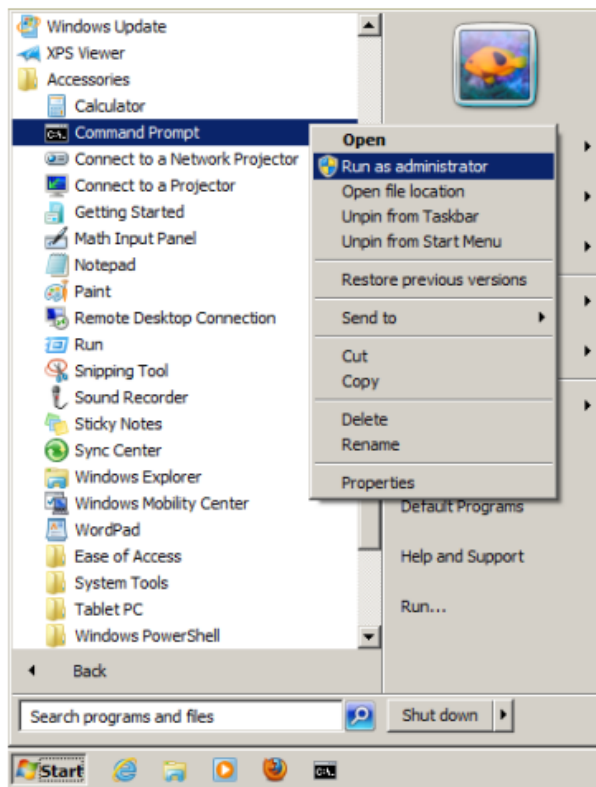 Windows Update
XPS Viewer
Accessories
Calculator
Command Prompt
Connect to a Network Projector
Connect to a Projector
Getting Started
Math Input Panel
Notepad
Paint
Remote Desktop Connection
Run
Snipping Tool
Sound Recorder
Sticky Notes
Sync Center
Windows Explorer
Windows Mobility Center
WordPad
Ease of Access
System Tools
Tablet PC
Windows PowerShell
Back
Search programs and files
Open
Run as administrator
Open file location
Unpin from Taskbar
Unpin from Start Menu
Restore previous versions
Send to
Cut
Copy
Delete
Rename
Properties
Default Programs
Help and Support
Run...
Shut down
Start